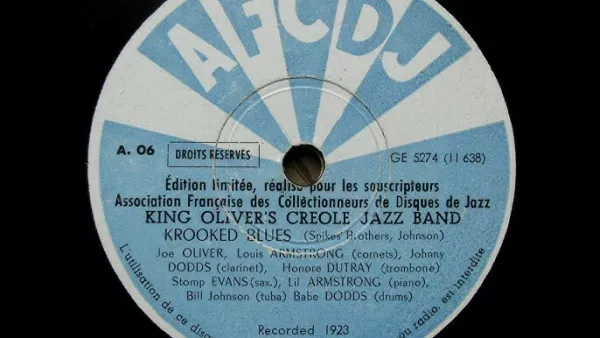 AFCDJ
A. 06 DROITS RÉSERVÉS GE 5274 (11 638)
Édition limitée, réalisé pour les souscripteurs
Association Française des Collectionneurs de Disques de Jazz
KING OLIVER'S CREOLE JAZZ BAND
KROOKED BLUES (Spikes Brothers, Johnson)
Joe OLIVER, Louis ARMSTRONG (cornets), Johnny
DODDS (clarinet), Honore DUTRAY (trombone)
Stomp EVANS (sax.), Lil ARMSTRONG (piano),
Bill Johnson (tuba) Babe DODDS (drums)
Recorded 1923
L'utilisation de ce disq
ou radio, est interdite